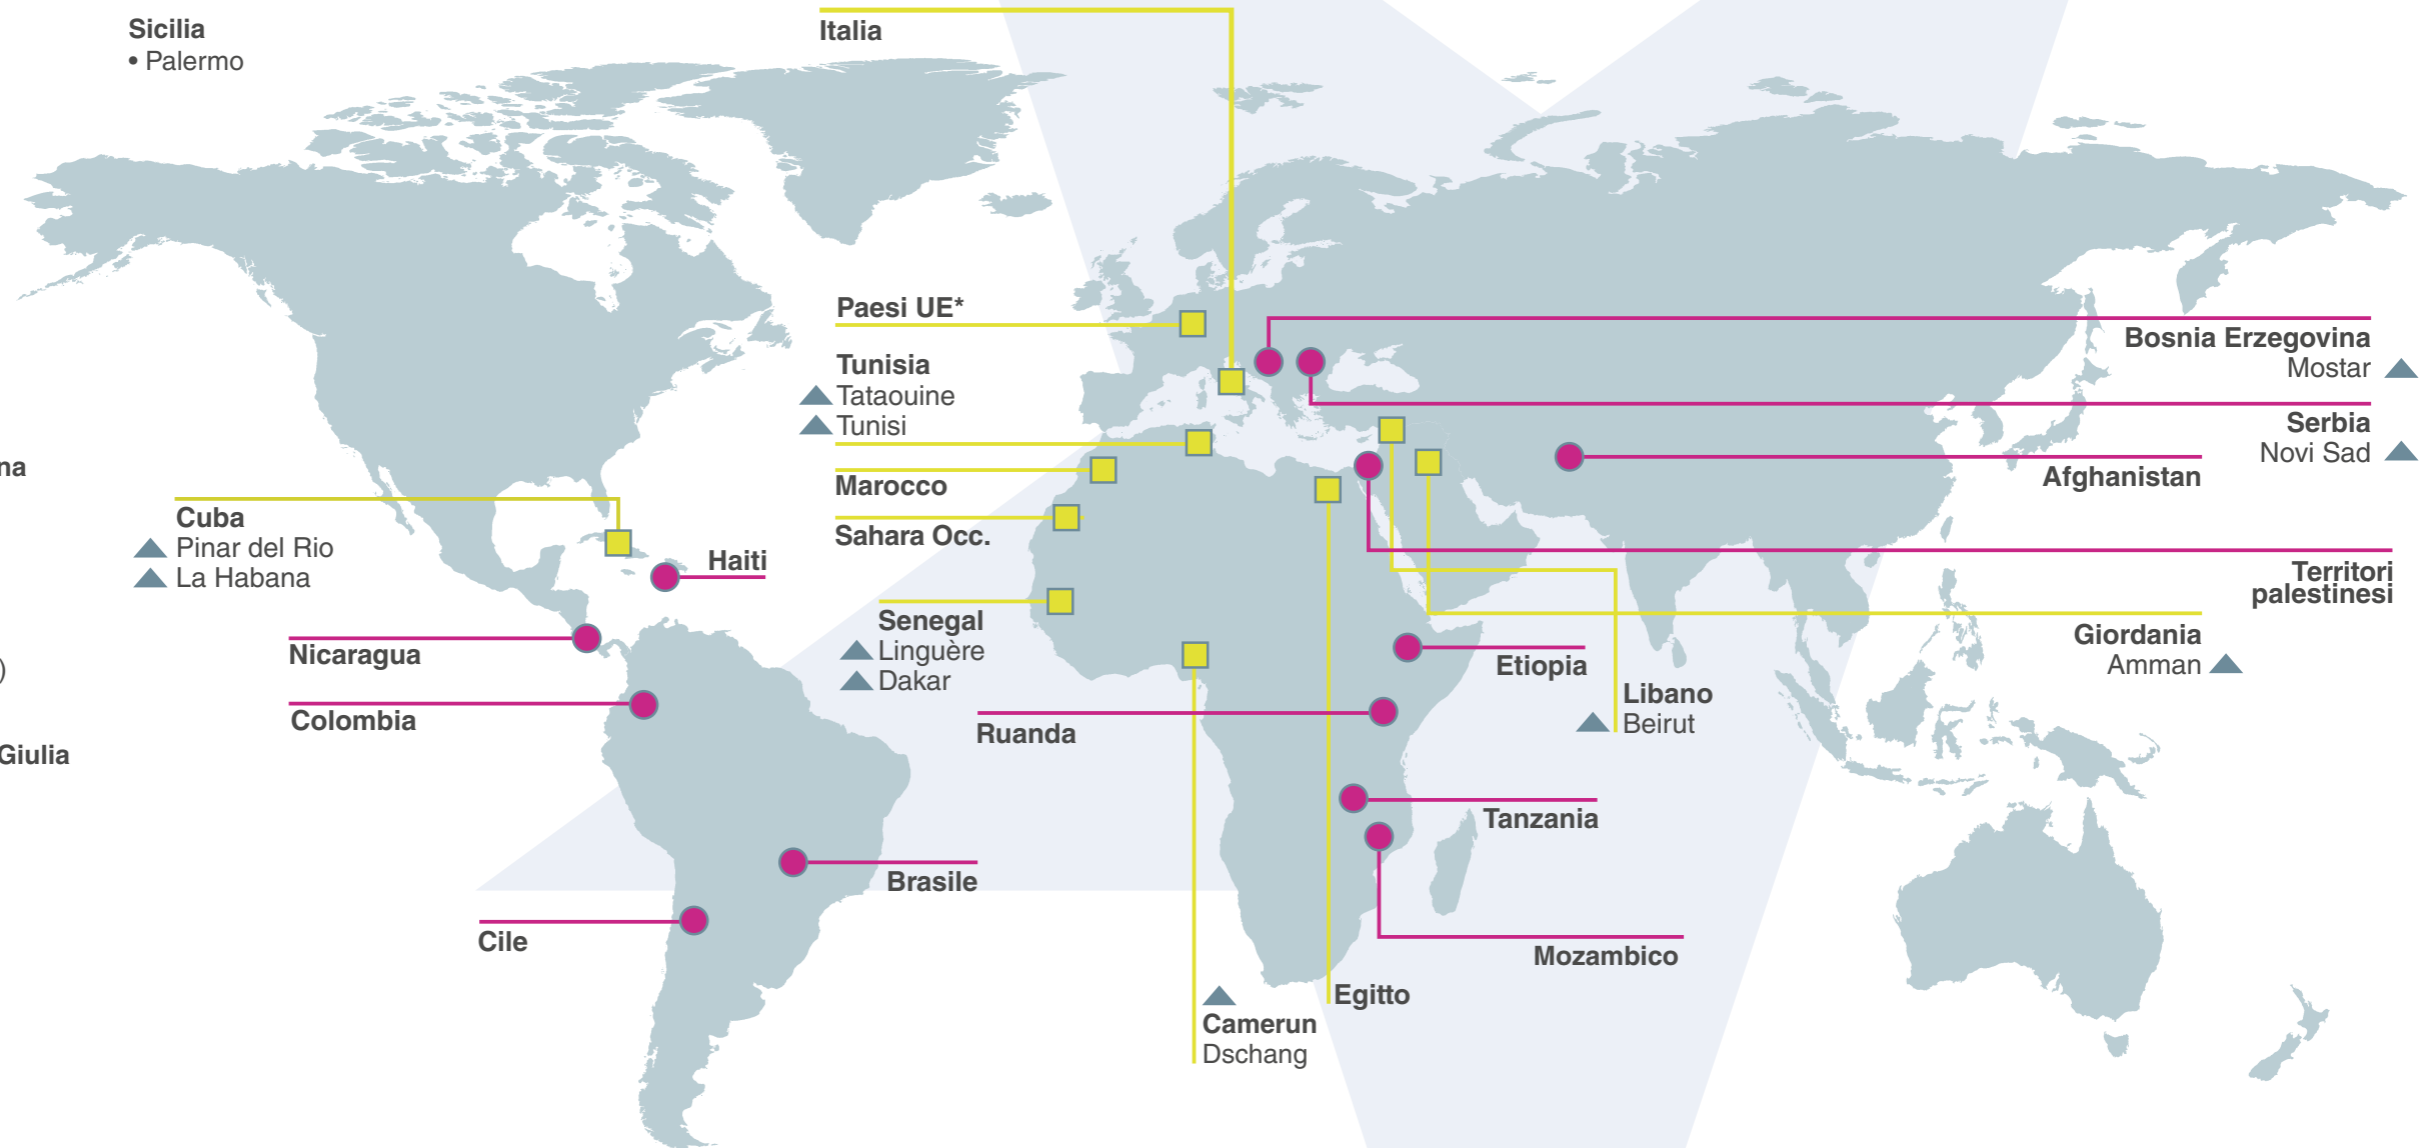 Sicilia
• Palermo
Italia
na
)
Giulia
Paesi UE*
Tunisia
Tataouine
Tunisi
Marocco
Sahara Occ.
Cuba
Pinar del Rio
La Habana
Haiti
Nicaragua
Colombia
Senegal
Linguère
Dakar
Ruanda
Brasile
Cile
Bosnia Erzegovina
Mostar
Serbia
Novi Sad
Afghanistan
Territori
palestinesi
Giordania
Amman
Etiopia
Libano
Beirut
Tanzania
Mozambico
Egitto
Camerun
Dschang